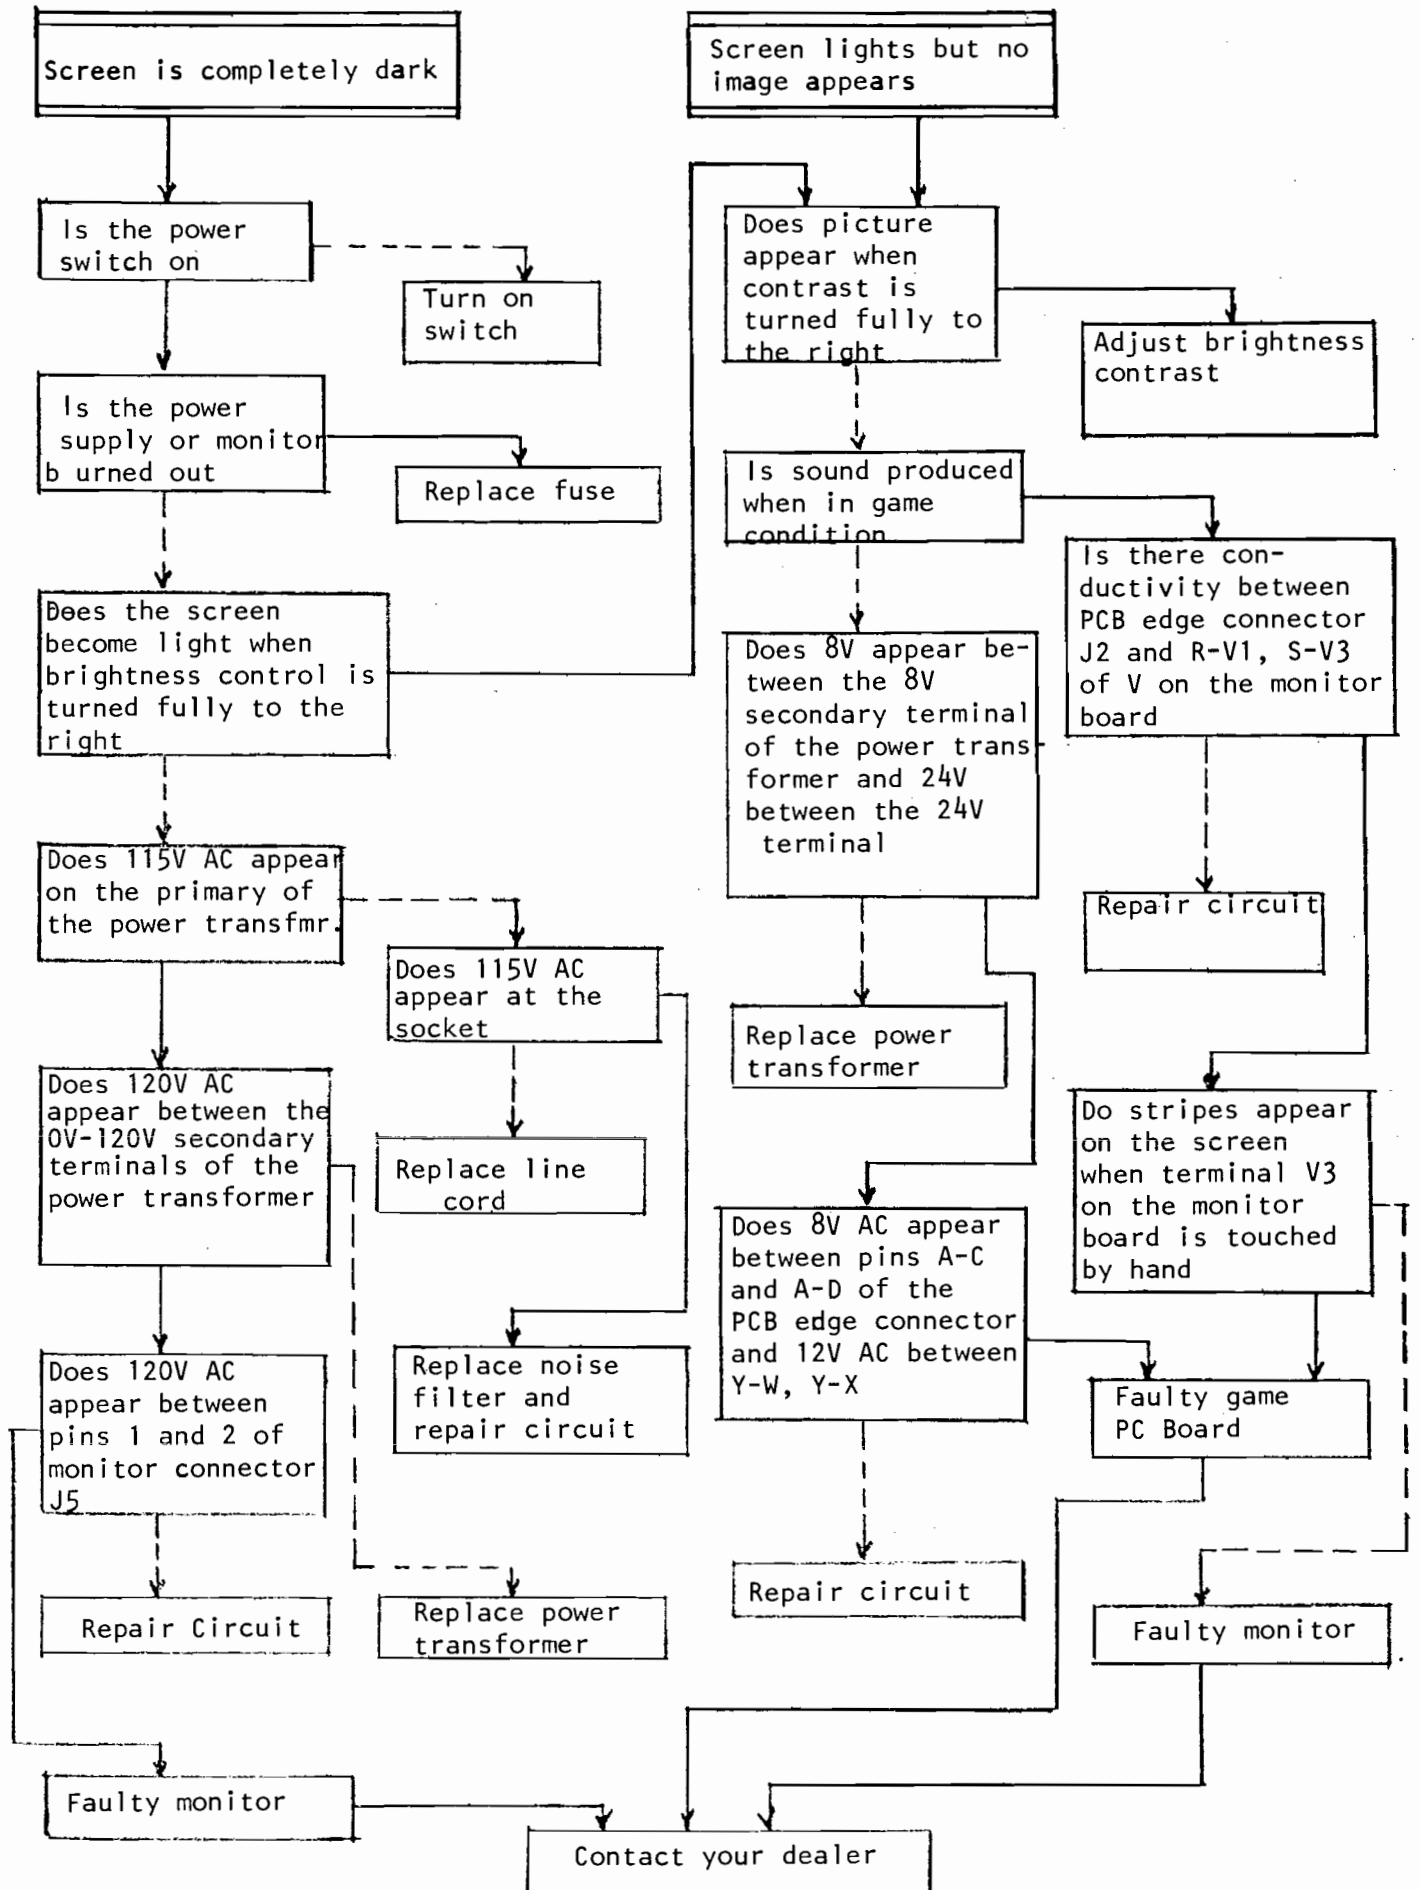 Screen is completely dark
Is the power
switch on
Turn on
switch
Is the power
supply or monitor
b urned out
Replace fuse
Does the screen
become light when
brightness control is
turned fully to the
right
Does 115V AC appear
on the primary of
the power transfmr.
Does 115V AC
appear at the
socket
Does 120V AC
appear between the
0V-120V secondary
terminals of the
power transformer
Replace line
cord
Does 120V AC
appear between
pins 1 and 2 of
monitor connector
J5
Replace noise
filter and
repair circuit
Repair Circuit
Replace power
transformer
Faulty monitor
Screen lights but no
image appears
Does picture
appear when
contrast is
turned fully to
the right
Adjust brightness
contrast
Is sound produced
when in game
condition
Is there con-
ductivity between
PCB edge connector
J2 and R-V1, S-V3
of V on the monitor
board
Does 8V appear be-
tween the 8V
secondary terminal
of the power trans
former and 24V
between the 24V
terminal
Repair circuit
Replace power
transformer
Do stripes appear
on the screen
when terminal V3
on the monitor
board is touched
by hand
Does 8V AC appear
between pins A-C
and A-D of the
PCB edge connector
and 12V AC between
Y-W, Y-X
Faulty game
PC Board
Repair circuit
Faulty monitor
Contact your dealer